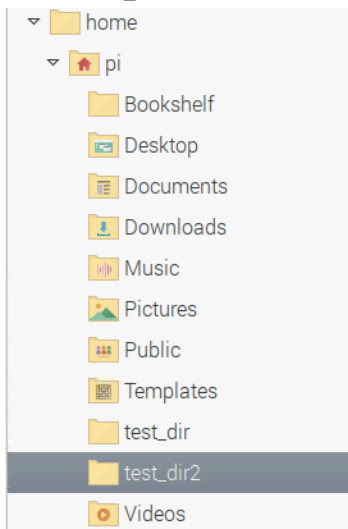 home
pi
Bookshelf
Desktop
Documents
Downloads
Music
Pictures
Public
Templates
test_dir
test_dir2
Videos